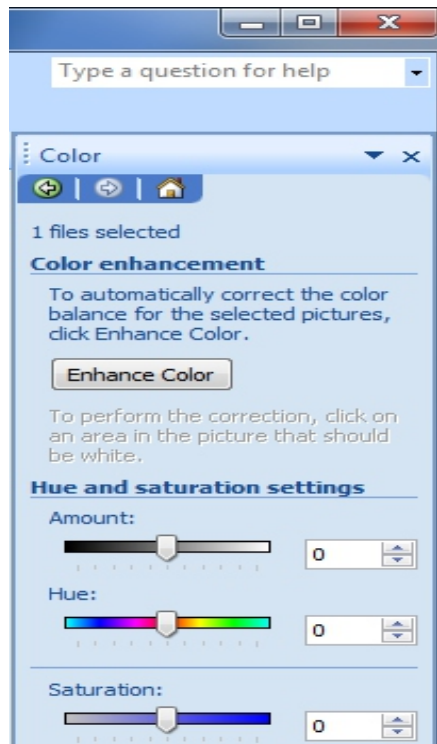 Type a question for help
Color
1 files selected
Color enhancement
To automatically correct the color
balance for the selected pictures,
click Enhance Color.
Enhance Color
To perform the correction, click on
an area in the picture that should
be white.
Hue and saturation settings
Amount:
0
Hue:
0
Saturation:
0